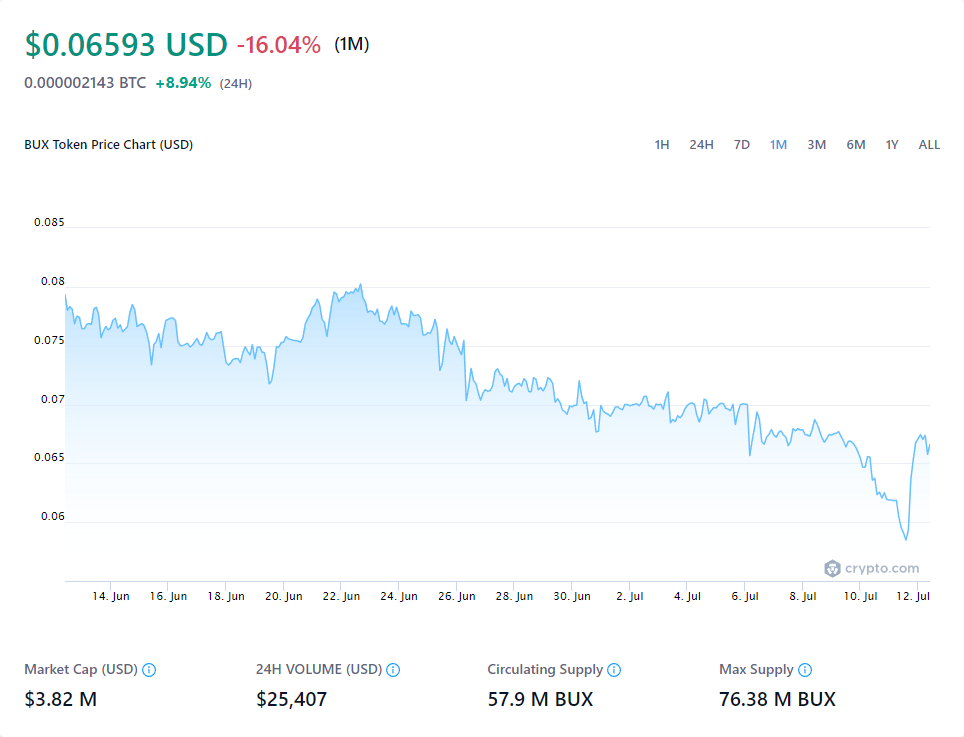 $0.06593 USD -16.04% (1M)
0.000002143 BTC +8.94% (24H)
BUX Token Price Chart (USD) 1H 24H 7D 1M 3M 6M 1Y ALL
0.085
0.08
0.075
0.07
0.065
0.06
crypto.com
14. Jun 16. Jun 18. Jun 20. Jun 22. Jun 24. Jun 26. Jun 28. Jun 30. Jun 2. Jul 4. Jul 6. Jul 8. Jul 10. Jul 12. Jul
Market Cap (USD) 24H VOLUME (USD) Circulating Supply Max Supply
$3.82 M $25,407 57.9 M BUX 76.38 M BUX